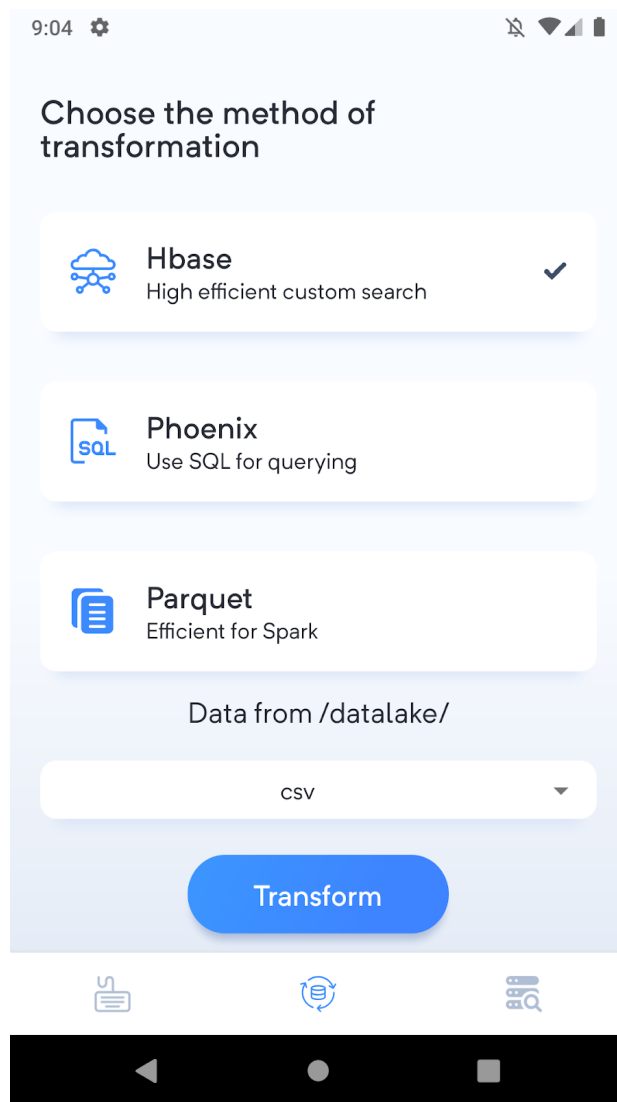 9:04
Choose the method of
transformation
Hbase
High efficient custom search
Phoenix
SQL
Use SQL for querying
Parquet
Efficient for Spark
Data from /datalake/
csv
Transform